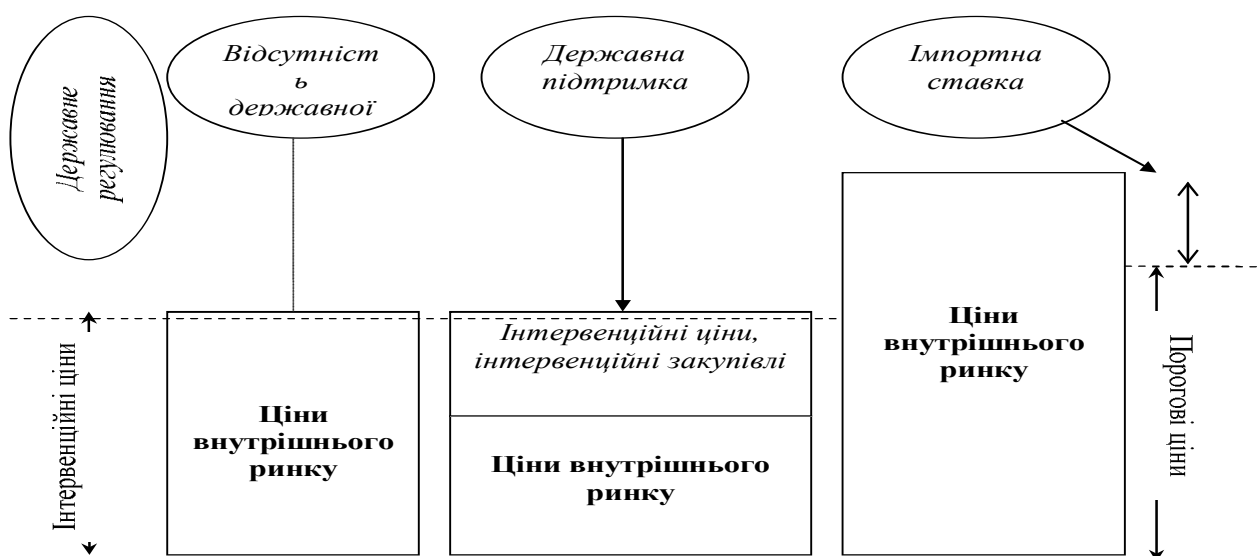 Державне
регулювання
Відсутніст
ь
державної
Державна
підтримка
Імпортна
ставка
Інтервенційні ціни
Ціни
внутрішнього
ринку
Інтервенційні ціни,
інтервенційні закупівлі
Ціни внутрішнього
ринку
Ціни
внутрішнього
ринку
Порогові ціни